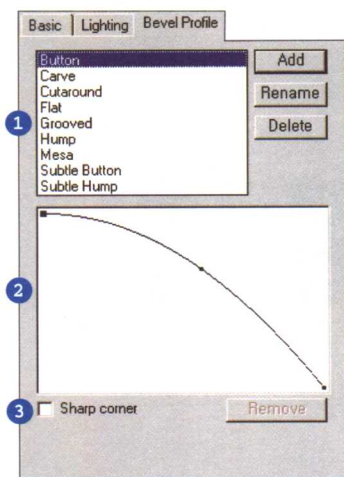 Basic Lighting Bevel Profile
Button
Carve
Cutaround
Flat
Grooved
Hump
Mesa
Subtle Button
Subtle Hump
Add
Rename
Delete
1
2
3
Sharp corner
Remove